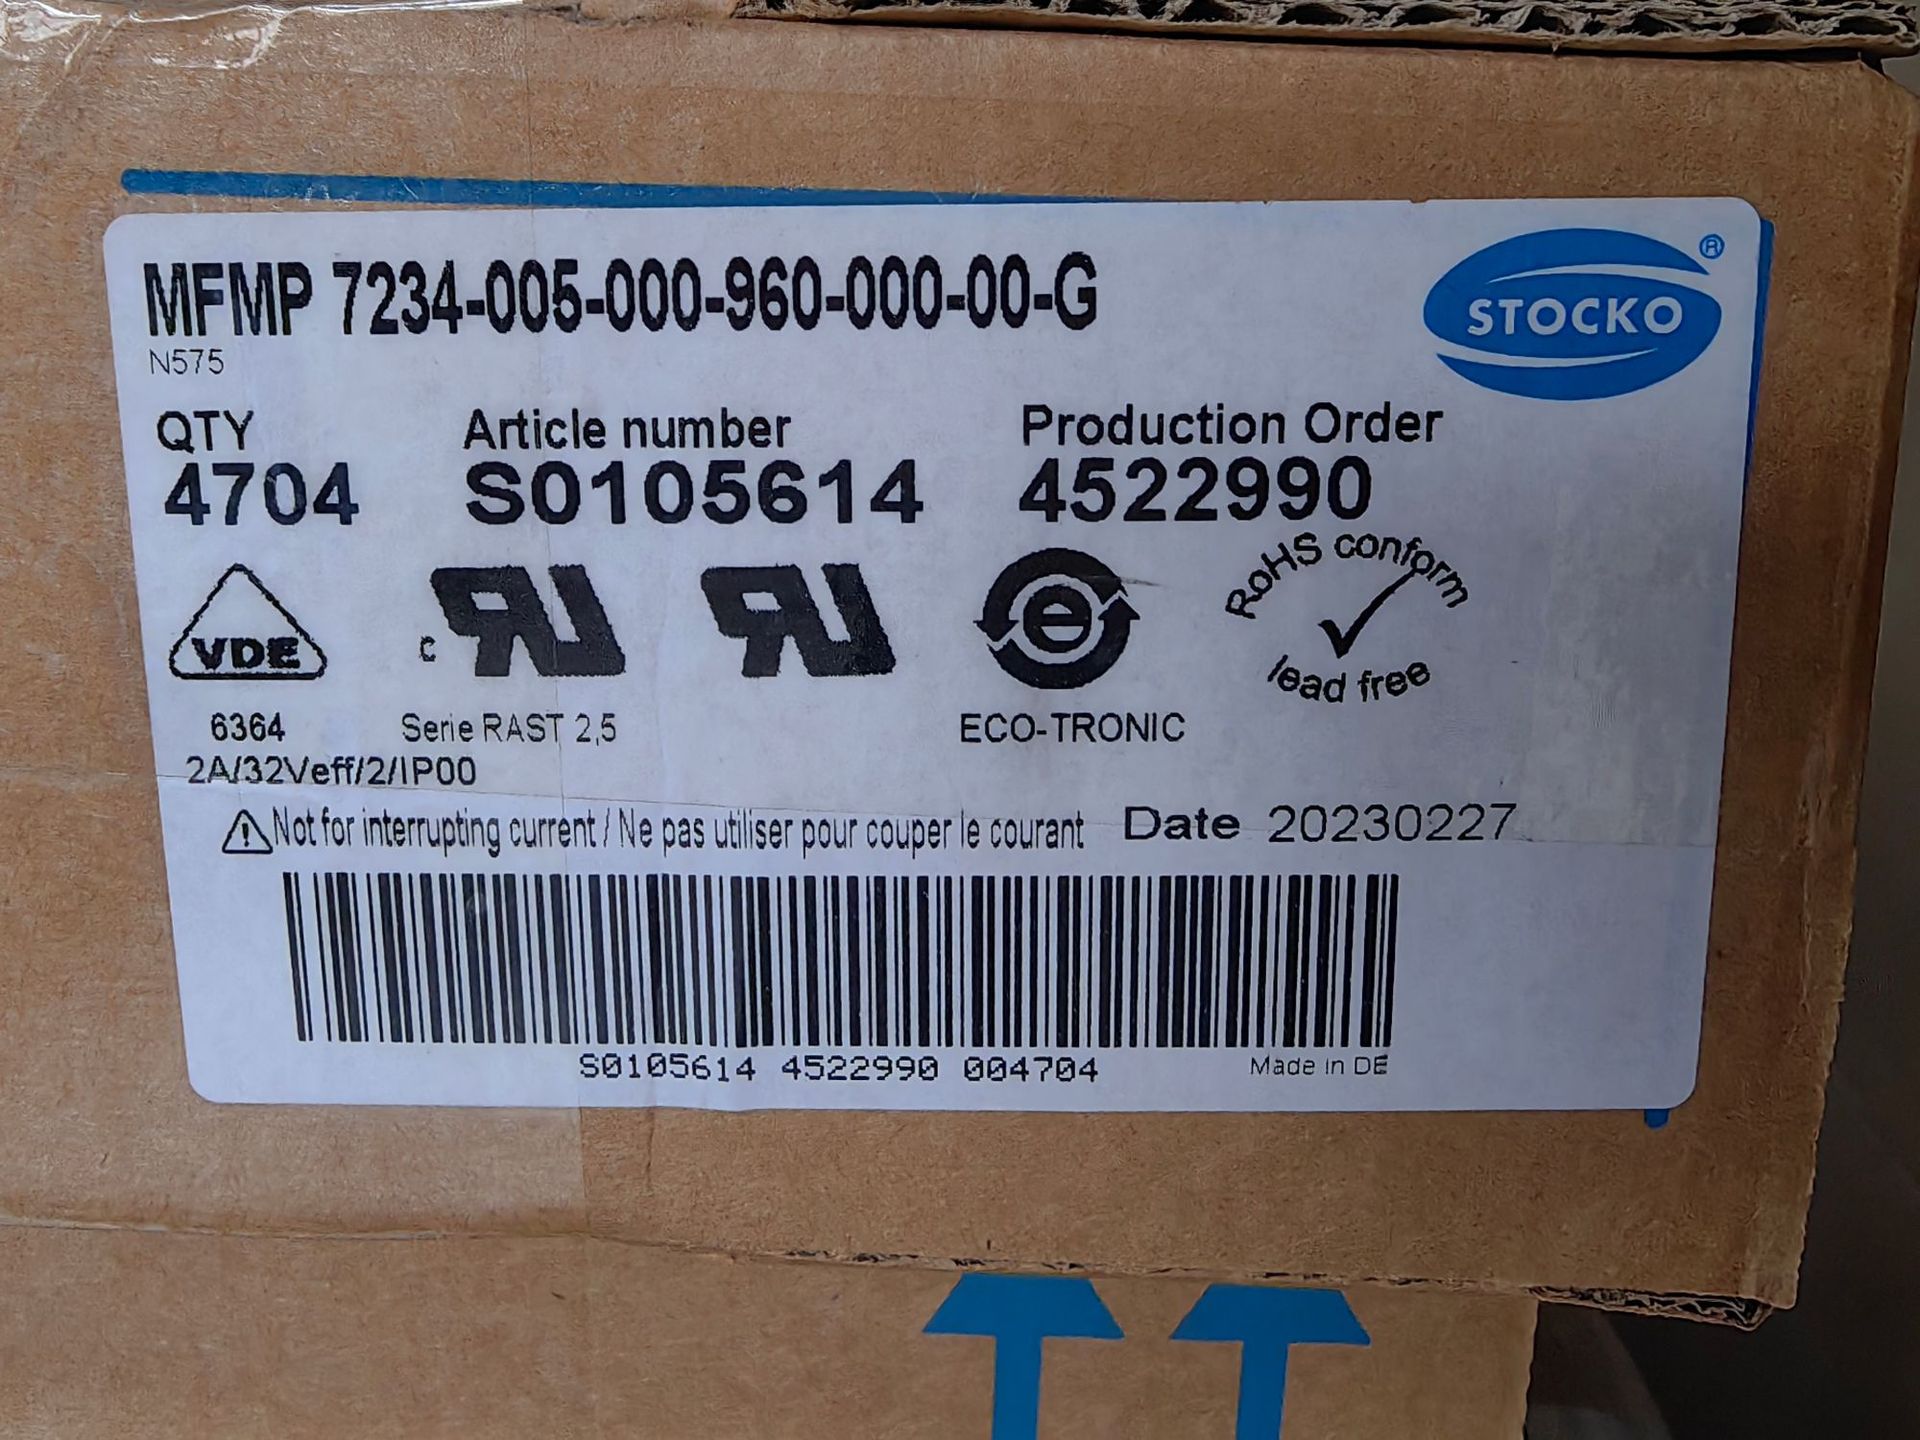 MFMP 7234-005-000-960-000-00-G
N575
STOCKO ®
QTY Article number Production Order
4704 S0105614 4522990
VDE
c RU RU
e
RoHS conform
lead free
6364 Serie RAST 2,5 ECO-TRONIC
2A/32Veff/2/IP00
Not for interrupting current / Ne pas utiliser pour couper le courant Date 20230227
S0105614 4522990 004704 Made in DE